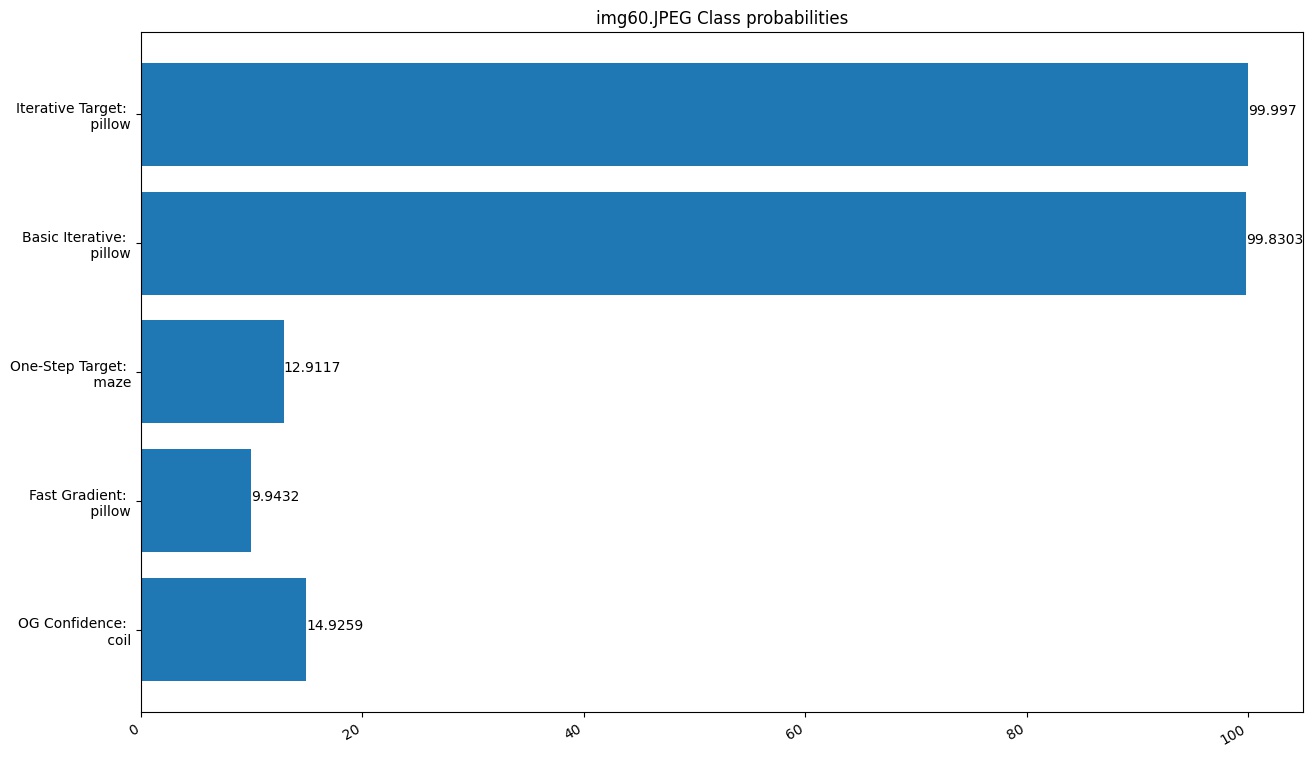 img60.JPEG Class probabilities
Iterative Target:
pillow
99.997
Basic Iterative:
pillow
99.8303
One-Step Target:
maze
12.9117
Fast Gradient:
pillow
9.9432
OG Confidence:
coil
14.9259
0
20
40
60
80
100